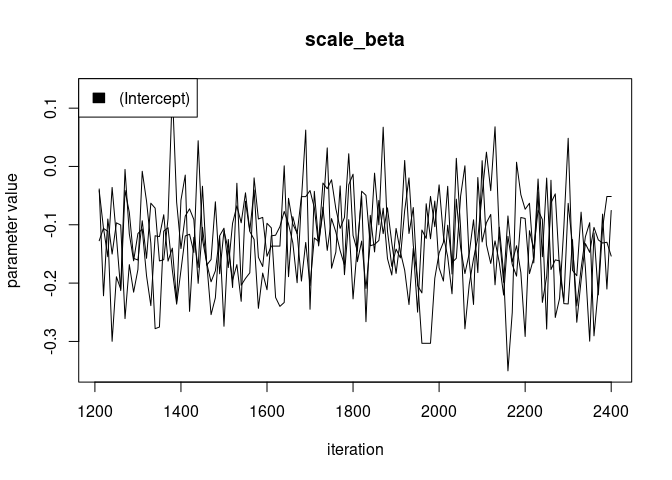 scale_beta
(Intercept)
parameter value
0.1
0.0
-0.1
-0.2
-0.3
1200 1400 1600 1800 2000 2200 2400
iteration